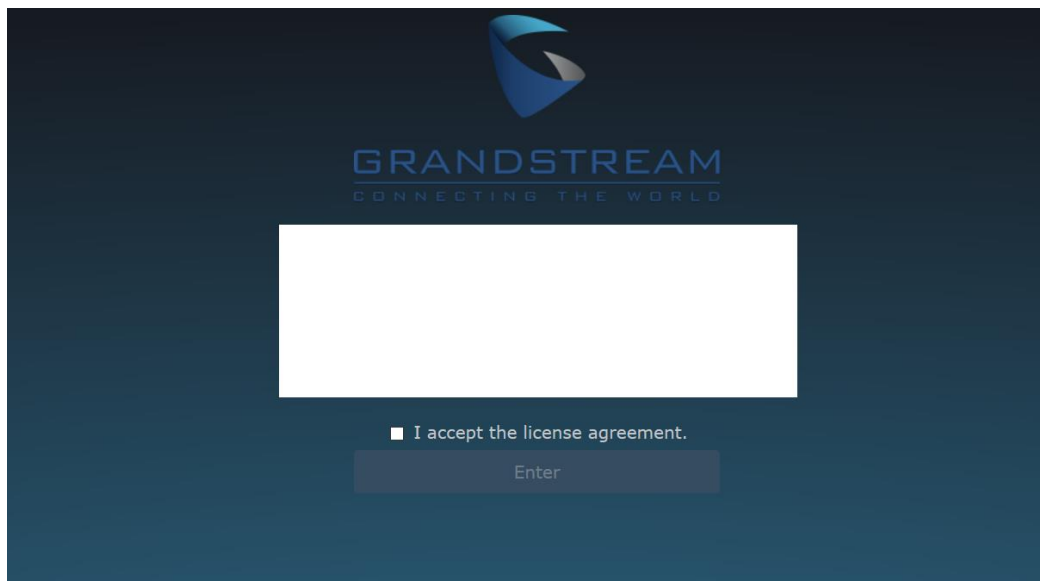 GRANDSTREAM
CONNECTING THE WORLD
I accept the license agreement.
Enter